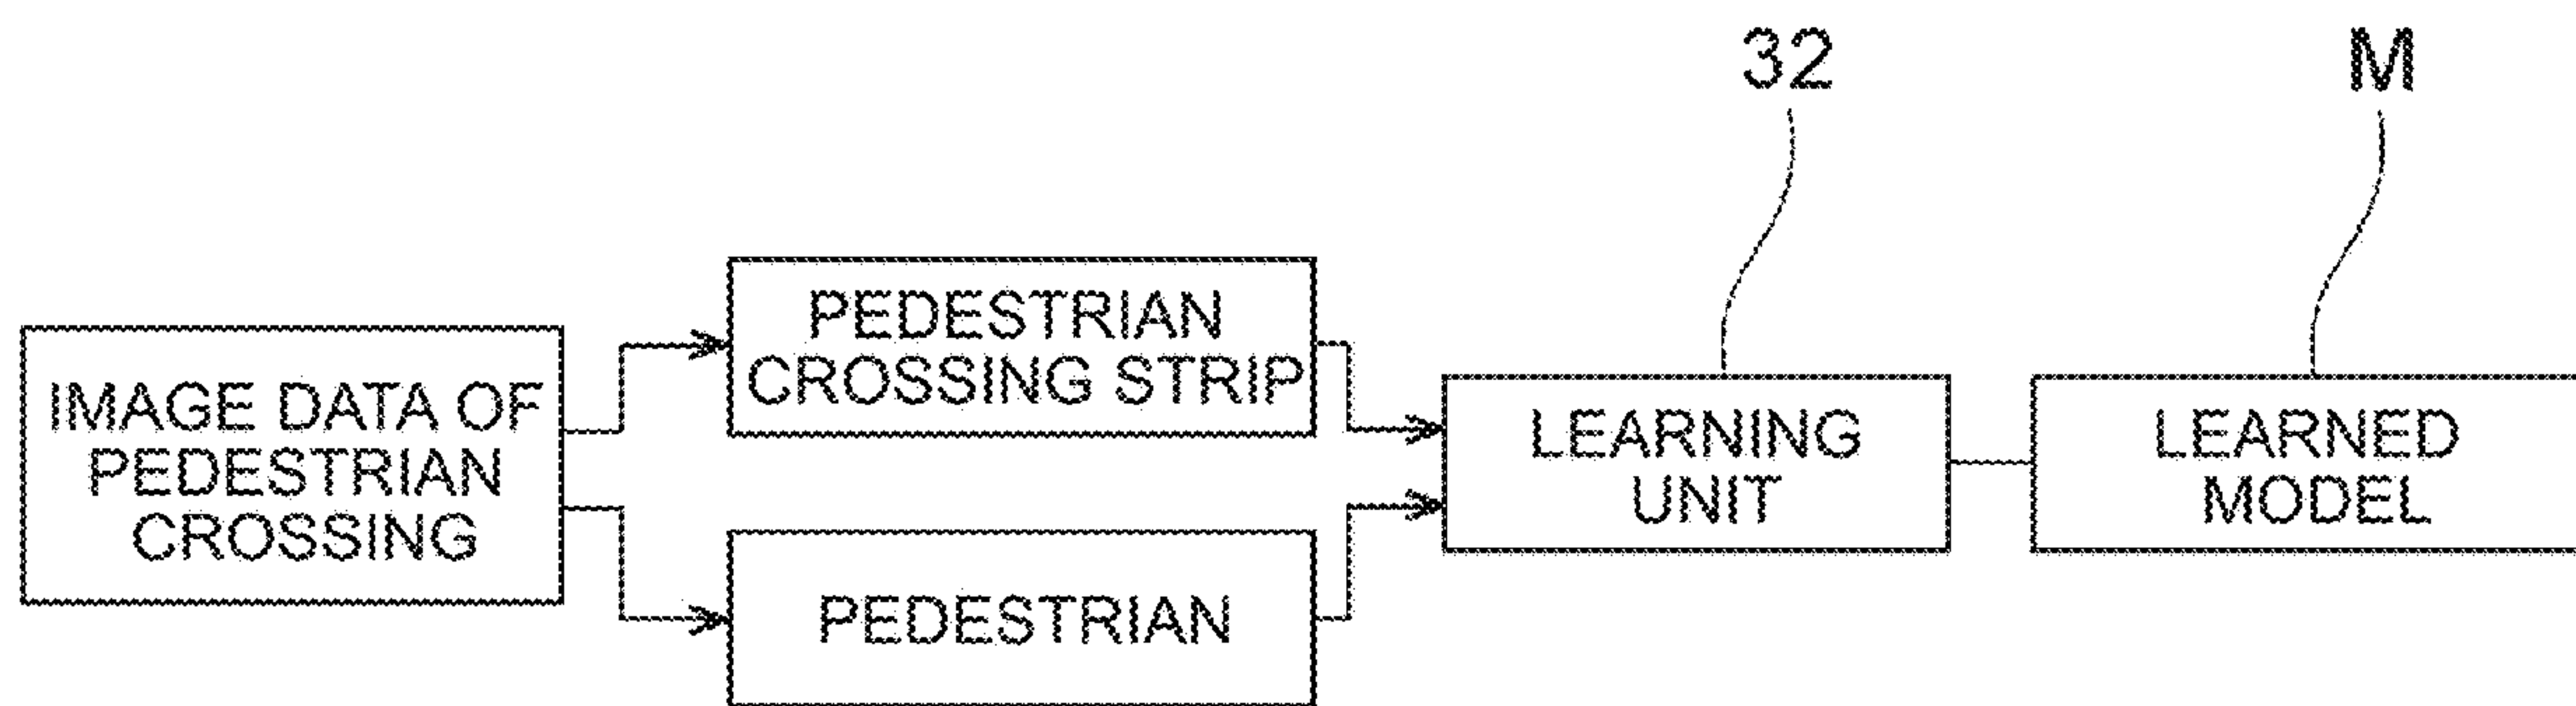 32
M
IMAGE DATA OF
PEDESTRIAN
CROSSING
PEDESTRIAN
CROSSING STRIP
PEDESTRIAN
LEARNING
UNIT
LEARNED
MODEL